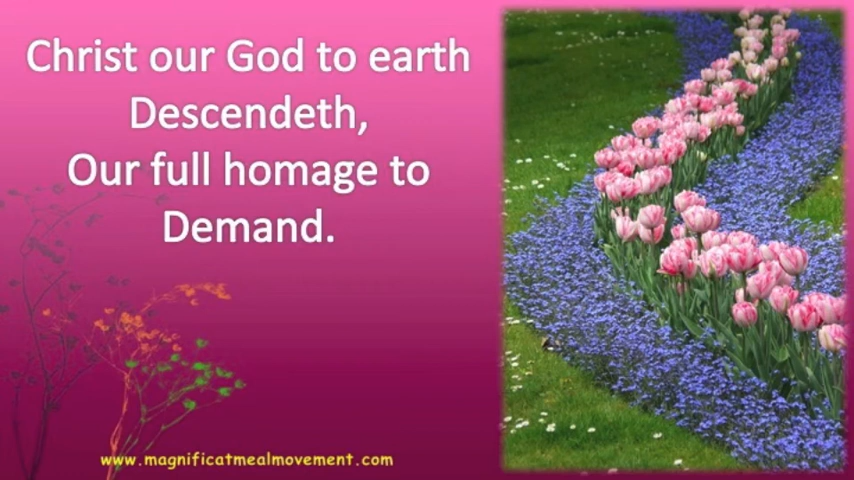 Christ our God to earth
Descendeth,
Our full homage to
Demand.
www.magnificatmealmovement.com